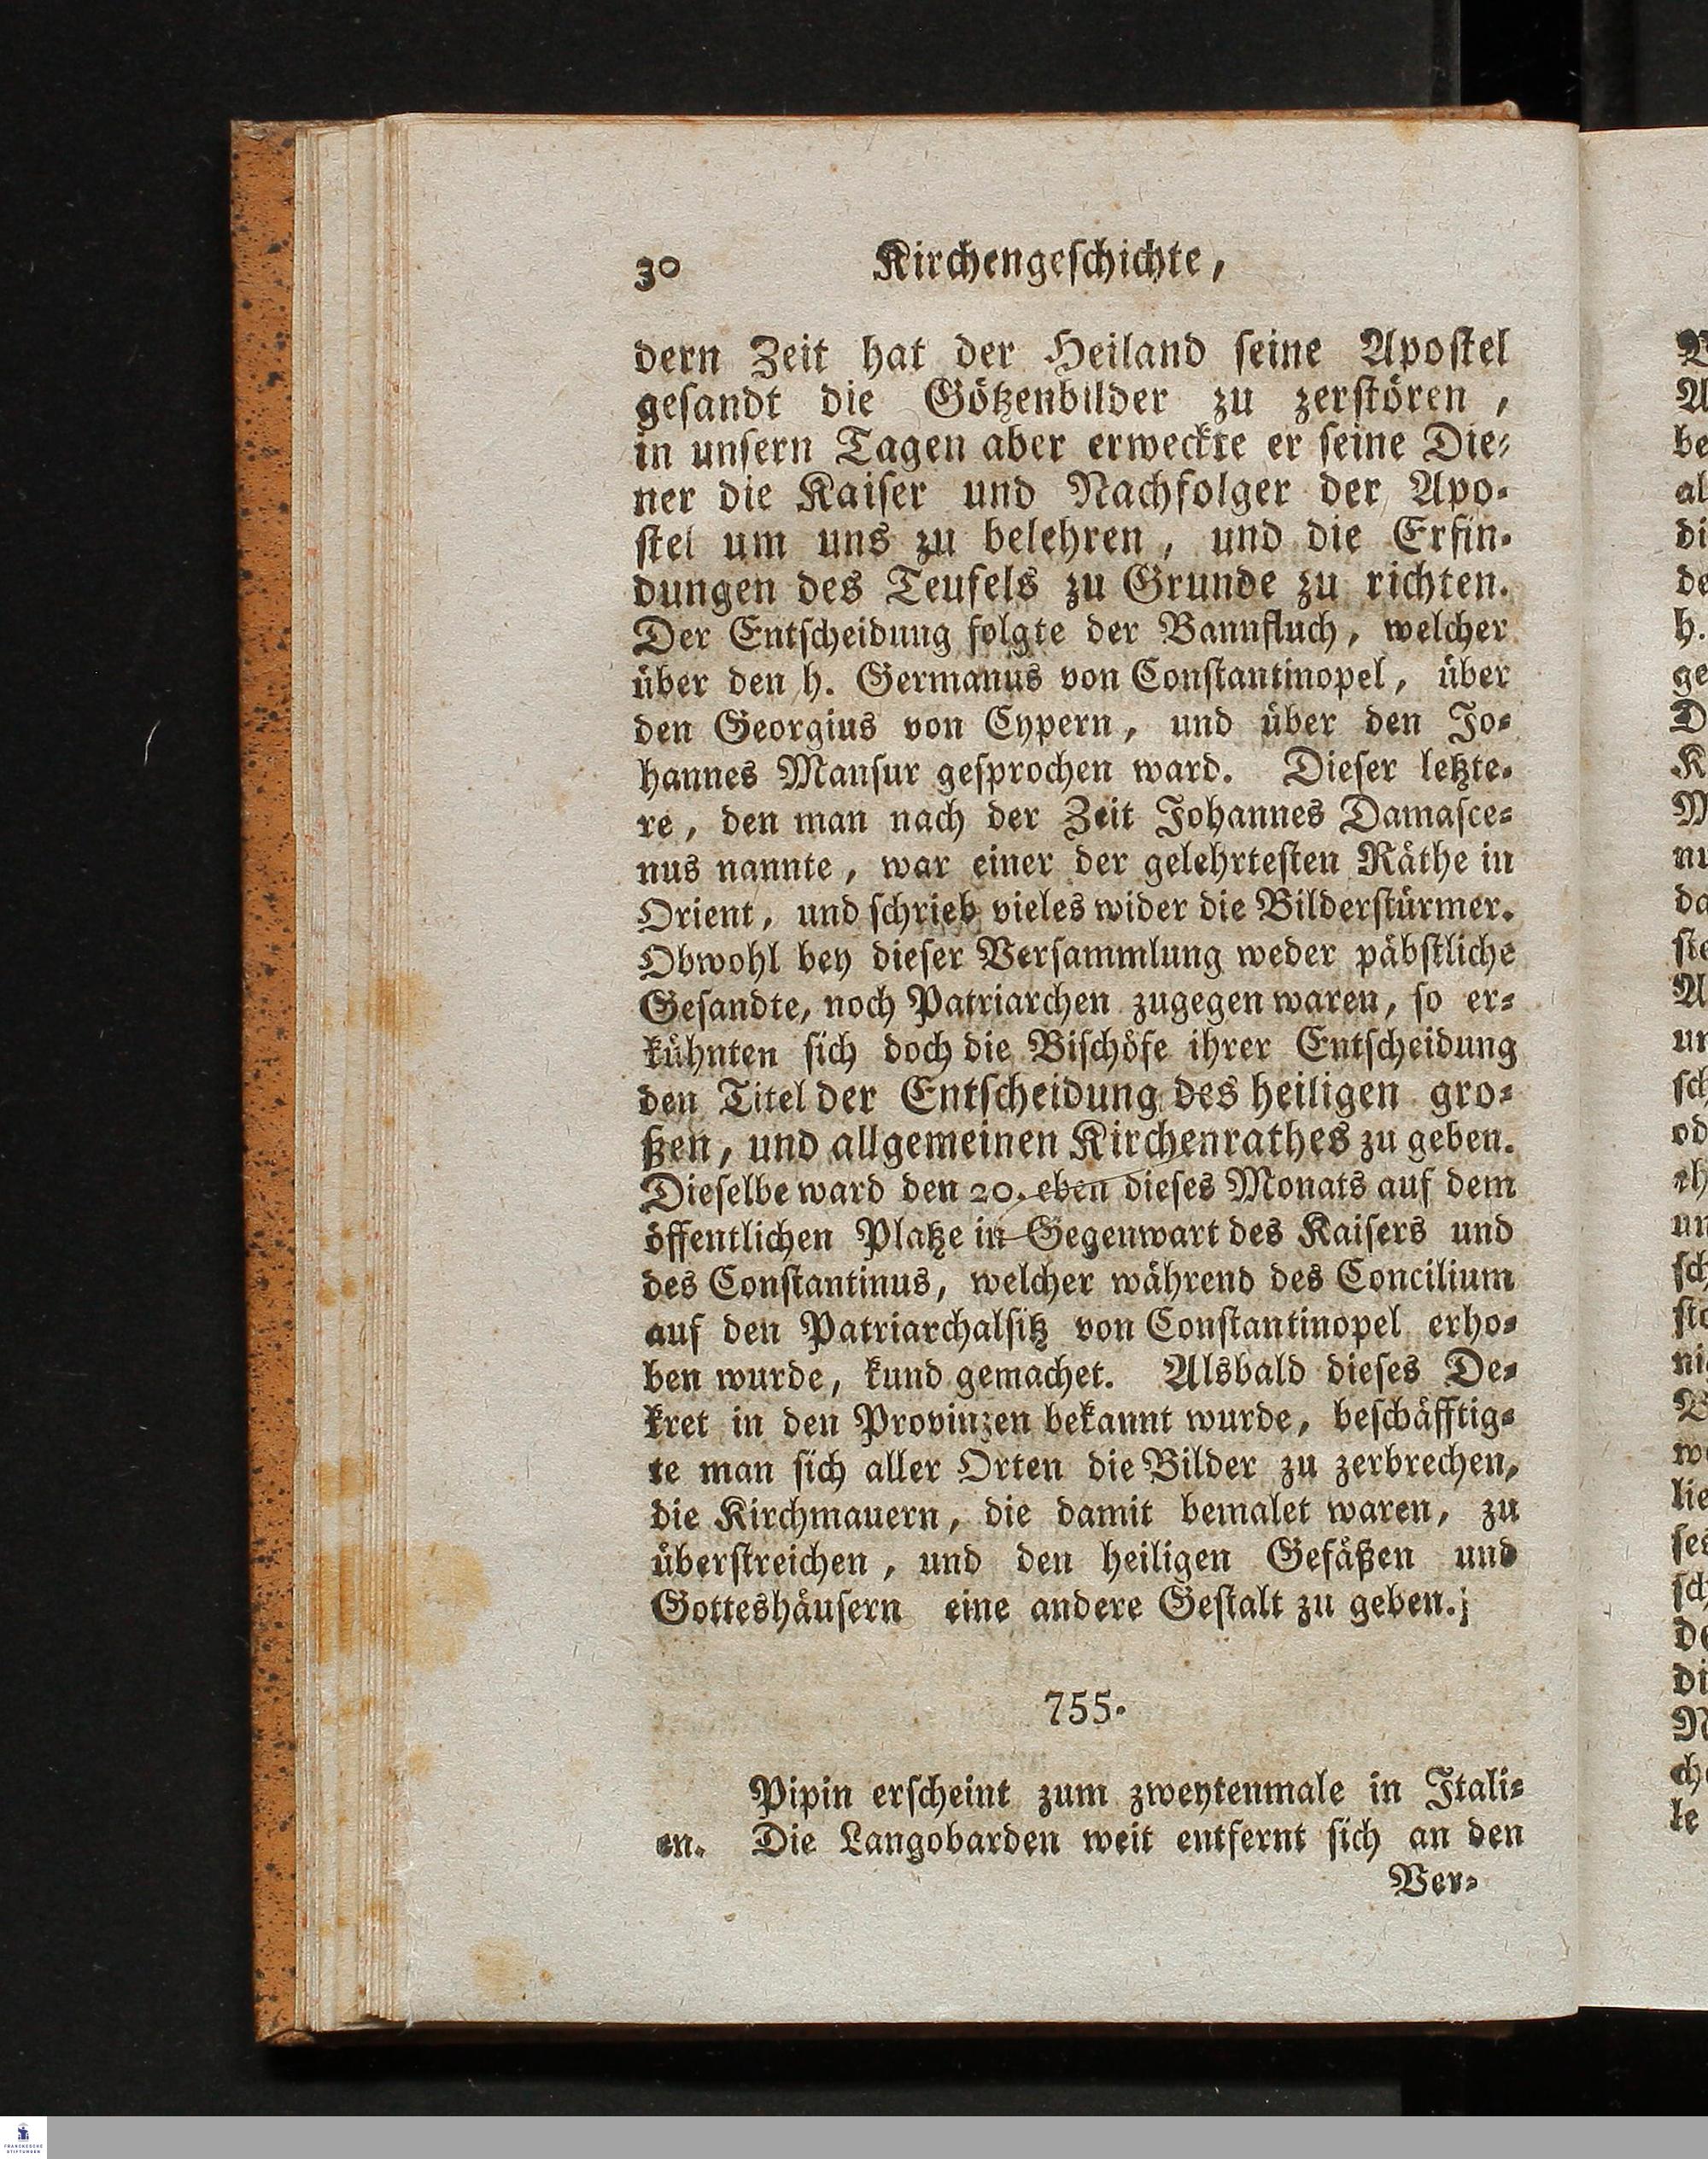 30 Kirchengeſchichte,
dern Zeit hat der Heiland ſeine Apoſtel
geſandt die Götzenbilder zu zerſtören ,
in unſern Tagen aber erweckte er ſeine Die-
ner die Kaiſer und Nachfolger der Apo-
ſtel um uns zu belehren , und die Erfin-
dungen des Teufels zu Grunde zu richten.
Der Entſcheidung folgte der Bannfluch, welcher
über den h. Germanus von Conſtantinopel, über
den Georgius von Cypern, und über den Jo-
hannes Manſur geſprochen ward. Dieſer letzte-
re, den man nach der Zeit Johannes Damaſce-
nus nannte, war einer der gelehrteſten Räthe in
Orient, und ſchrieb vieles wider die Bilderſtürmer.
Obwohl bey dieſer Verſammlung weder päbſtliche
Geſandte, noch Patriarchen zugegen waren, ſo er-
kühnten ſich doch die Biſchöfe ihrer Entſcheidung
den Titel der Entſcheidung des heiligen gro-
ßen, und allgemeinen Kirchenrathes zu geben.
Dieſelbe ward den 20. eben dieſes Monats auf dem
öffentlichen Platze in Gegenwart des Kaiſers und
des Conſtantinus, welcher während des Concilium
auf den Patriarchalſitz von Conſtantinopel erho-
ben wurde, kund gemachet. Alsbald dieſes De-
kret in den Provinzen bekannt wurde, beſchäfftig-
te man ſich aller Orten die Bilder zu zerbrechen,
die Kirchmauern, die damit bemalet waren, zu
überſtreichen, und den heiligen Gefäßen und
Gotteshäuſern eine andere Geſtalt zu geben.;
755.
Pipin erſcheint zum zweytenmale in Itali-
en. Die Langobarden weit entfernt ſich an den
Ver-
FRANCKESCHE
STIFTUNGEN